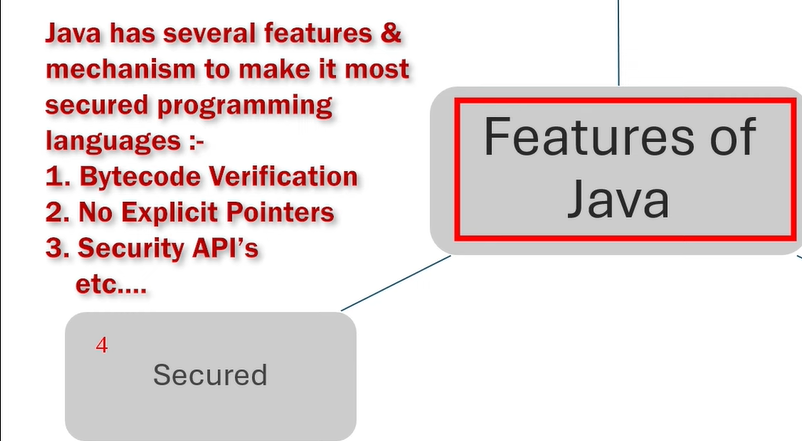 Java has several features &
mechanism to make it most
secured programming
languages :-
1. Bytecode Verification
2. No Explicit Pointers
3. Security API’s
etc....
Features of
Java
4
Secured